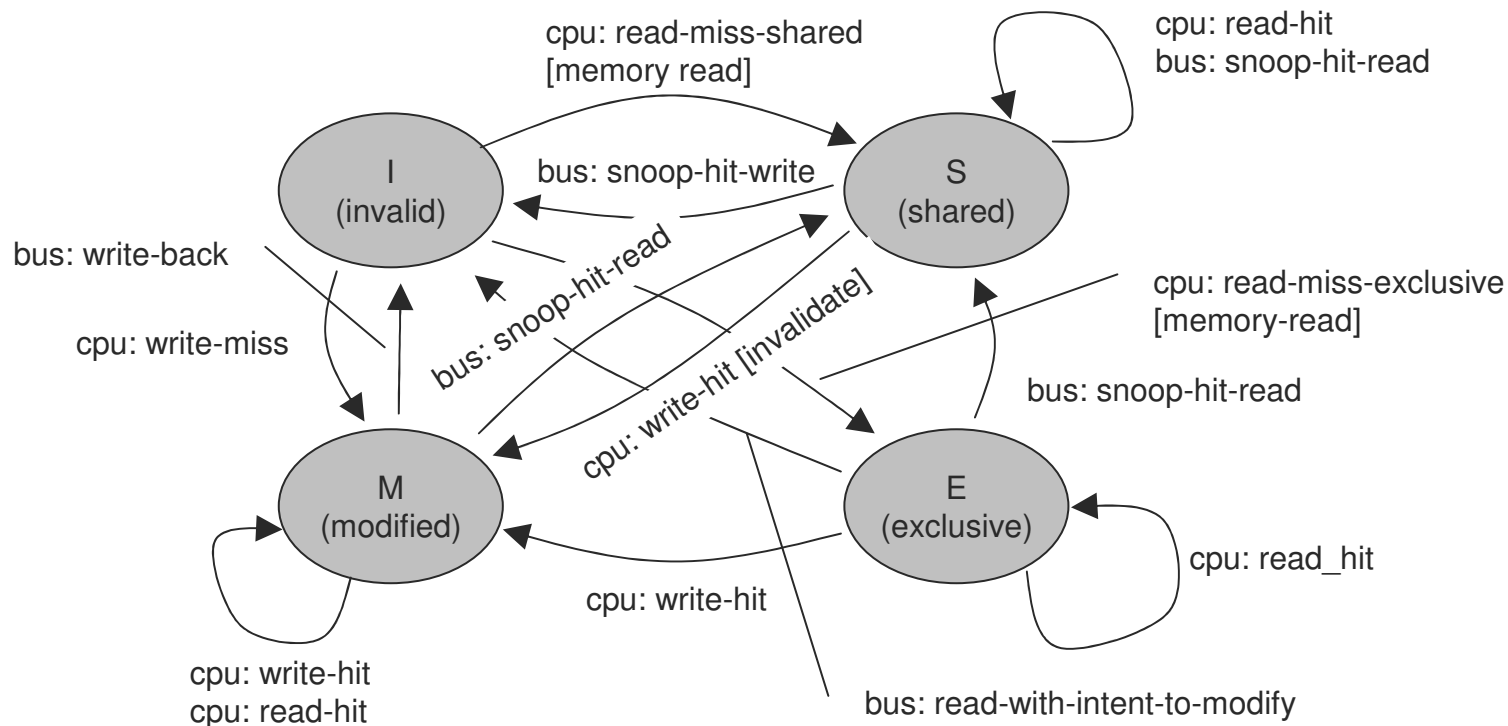 cpu: read-miss-shared
[memory read]
cpu: read-hit
bus: snoop-hit-read
I
(invalid)
bus: snoop-hit-write
S
(shared)
bus: write-back
cpu: write-miss
bus: snoop-hit-read
cpu: write-hit [invalidate]
cpu: read-miss-exclusive
[memory-read]
bus: snoop-hit-read
M
(modified)
E
(exclusive)
cpu: read_hit
cpu: write-hit
cpu: write-hit
cpu: read-hit
bus: read-with-intent-to-modify